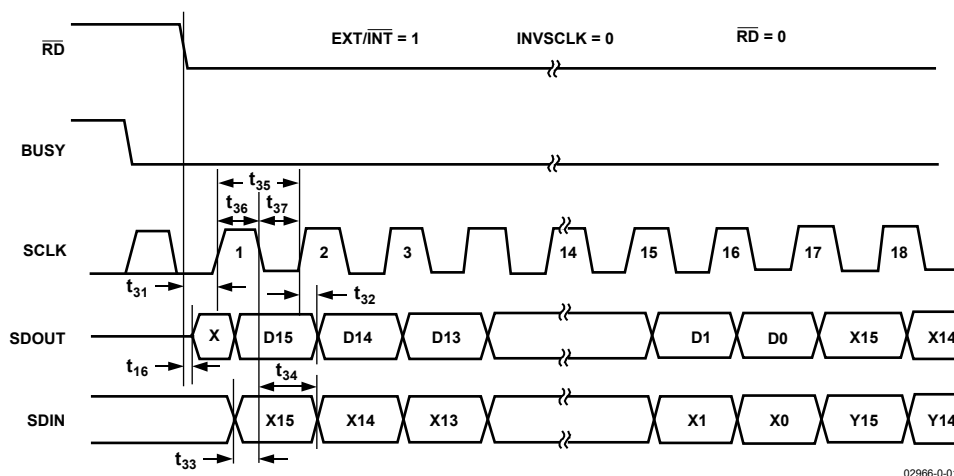 RD EXT/INT = 1 INVSCLK = 0 RD = 0
BUSY
t35
t36 t37
SCLK 1 2 3 14 15 16 17 18
t31 t32
SDOUT X D15 D14 D13 D1 D0 X15 X14
t16 t34
SDIN X15 X14 X13 X1 X0 Y15 Y14
t33